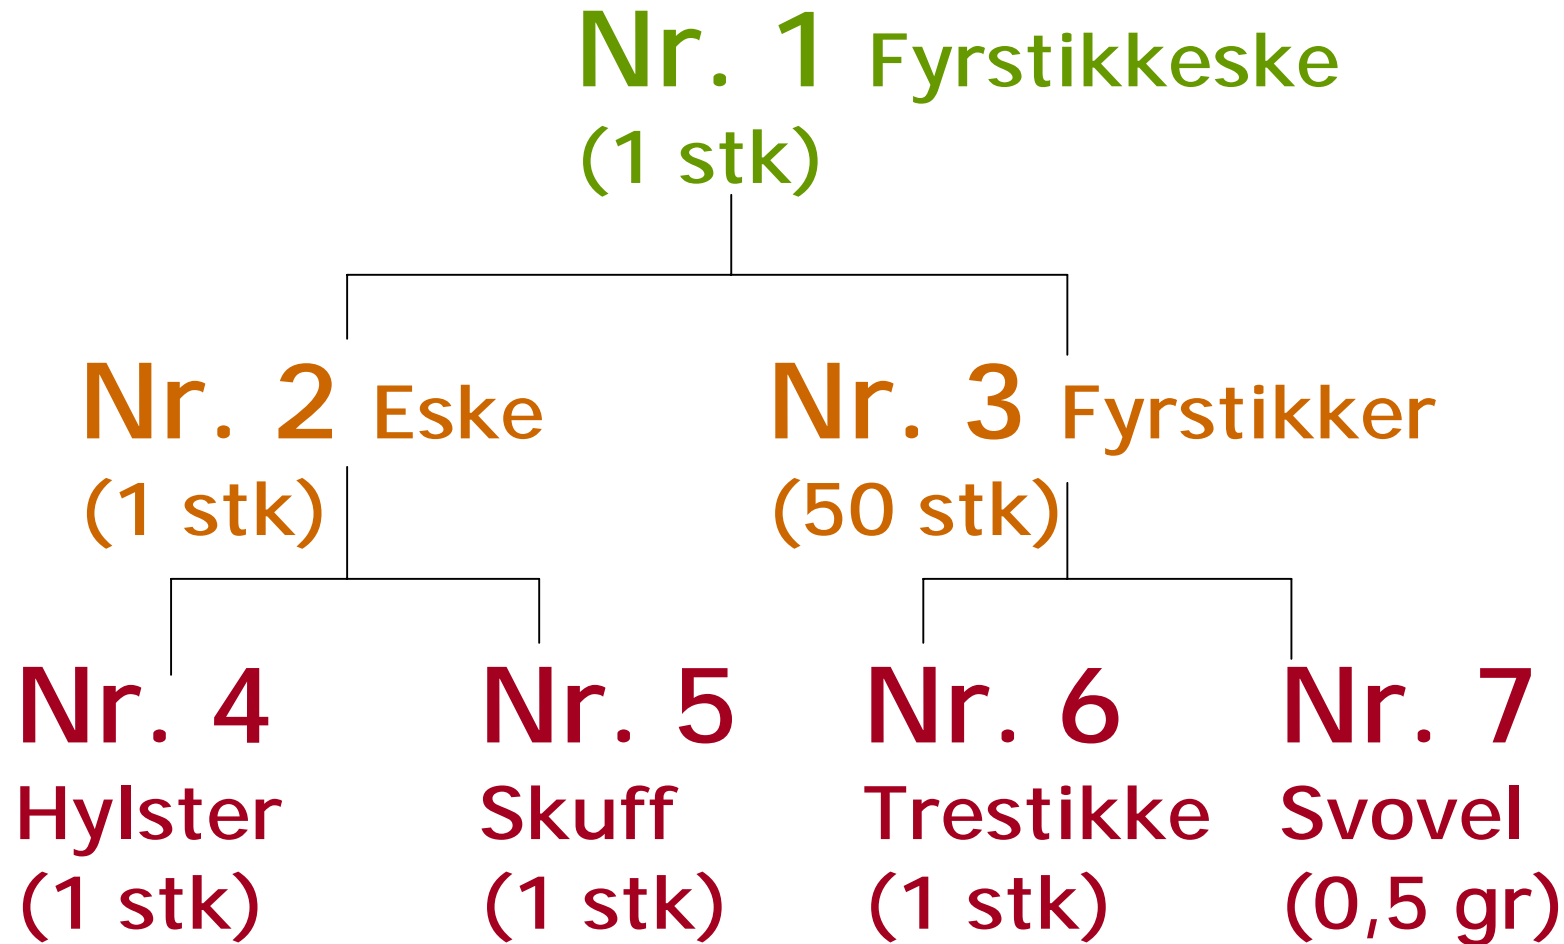 Nr. 1 Fyrstikkeske
(1 stk)
Nr. 2 Eske
(1 stk)
Nr. 3 Fyrstikker
(50 stk)
Nr. 4
Hylster
(1 stk)
Nr. 5
Skuff
(1 stk)
Nr. 6
Trestikke
(1 stk)
Nr. 7
Svovel
(0,5 gr)